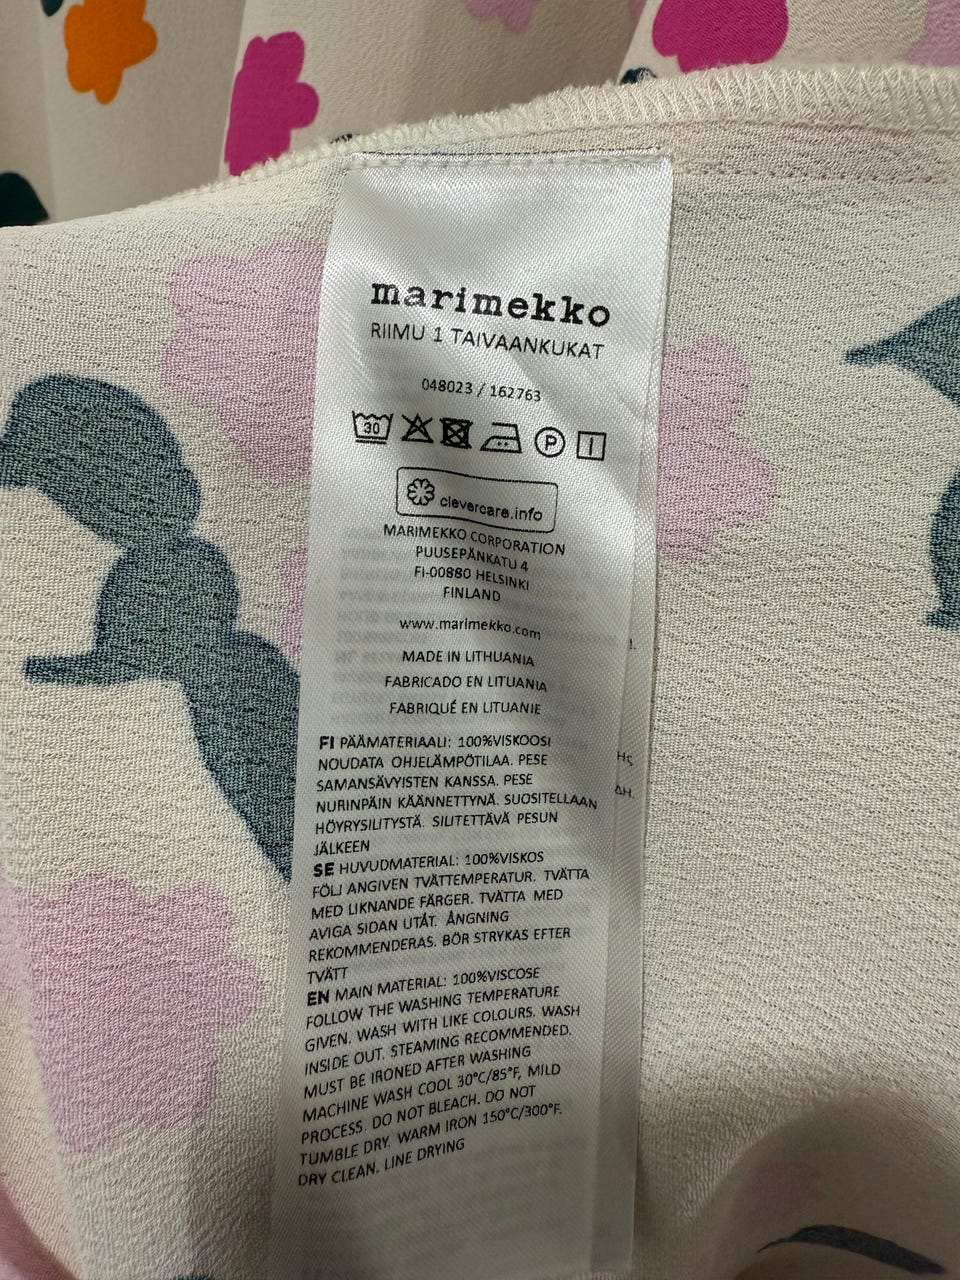 marimekko
RIIMU 1 TAIVAANKUKAT
048023 / 162763
30
P
clevercare.info
MARIMEKKO CORPORATION
PUUSEPÄNKATU 4
FI-00880 HELSINKI
FINLAND
www.marimekko.com
MADE IN LITHUANIA
FABRICADO EN LITUANIA
FABRIQUÉ EN LITUANIE
FI PÄÄMATERIAALI: 100%VISKOOSI
NOUDATA OHJELÄMPÖTILAA. PESE
SAMANSÄVYISTEN KANSSA. PESE
NURINPÄIN KÄÄNNETTYNÄ. SUOSITELLAAN
HÖYRYSILITYSTÄ. SILITETTÄVÄ PESUN
JÄLKEEN
SE HUVUDMATERIAL: 100%VISKOS
FÖLJ ANGIVEN TVÄTTEMPERATUR. TVÄTTA
MED LIKNANDE FÄRGER. TVÄTTA MED
AVIGA SIDAN UTÅT. ÅNGNING
REKOMMENDERAS. BÖR STRYKAS EFTER
TVÄTT
EN MAIN MATERIAL: 100%VISCOSE
FOLLOW THE WASHING TEMPERATURE
GIVEN. WASH WITH LIKE COLOURS. WASH
INSIDE OUT. STEAMING RECOMMENDED.
MUST BE IRONED AFTER WASHING
MACHINE WASH COOL 30°C/85°F, MILD
PROCESS. DO NOT BLEACH. DO NOT
TUMBLE DRY. WARM IRON 150°C/300°F.
DRY CLEAN. LINE DRYING